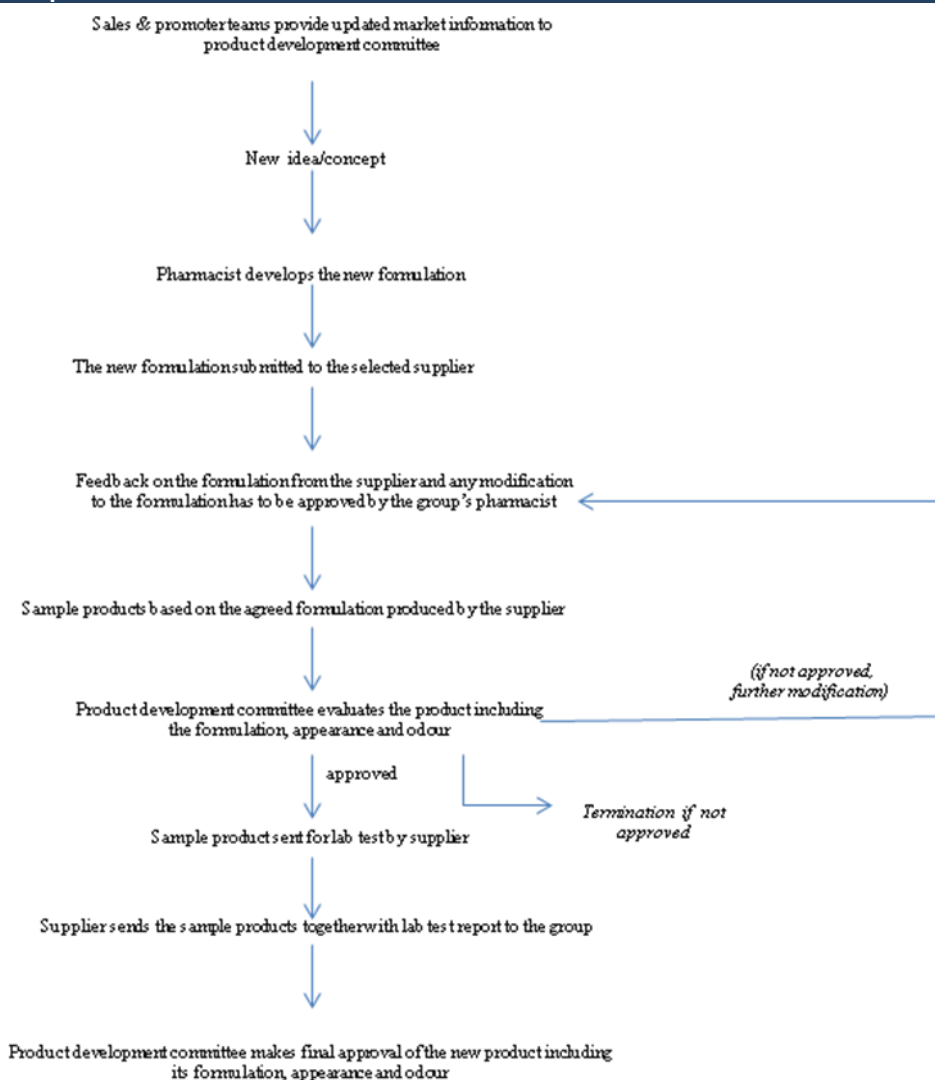 Sales & promoter teams provide updated market information to
product development committee
New idea/concept
Pharmacist develops the new formulation
The new formulation submitted to the selected supplier
Feedback on the formulation from the supplier and any modification
to the formulation has to be approved by the group's pharmacist
Sample products based on the agreed formulation produced by the supplier
(if not approved,
further modification)
Product development committee evaluates the product including
the formulation, appearance and odour
approved
Termination if not
approved
Sample product sent for lab test by supplier
Supplier sends the sample products together with lab test report to the group
Product development committee makes final approval of the new product including
its formulation, appearance and odour